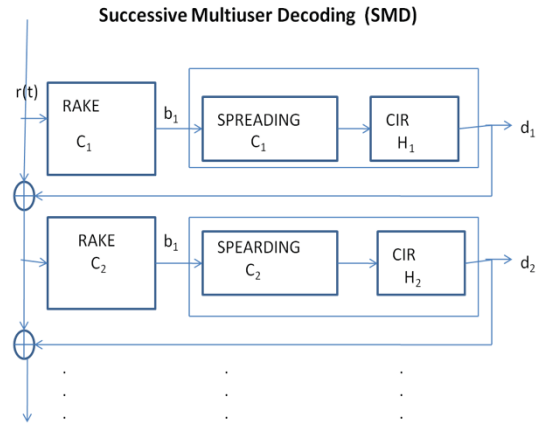 Successive Multiuser Decoding (SMD)
r(t)
RAKE
C₁
b₁
SPREADING
C₁
CIR
H₁
d₁
RAKE
C₂
b₁
SPEARDING
C₂
CIR
H₂
d₂
. . .
. . .
. . .